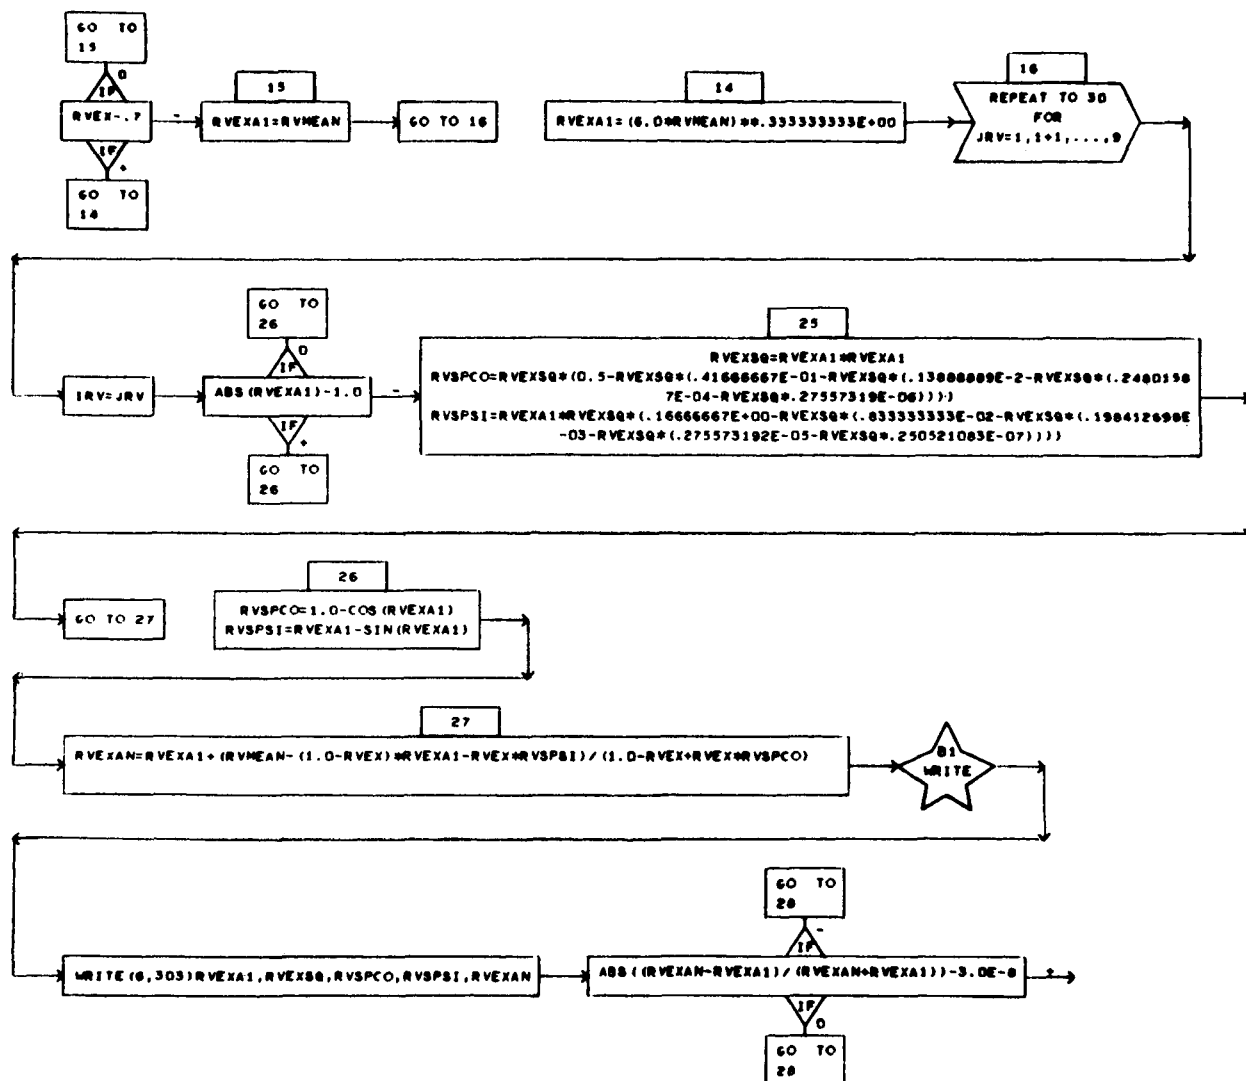 GO TO
15
0
IF
RVEX-.7
-
IF
+
GO TO
14
15
RVEXA1=RVMEAN
GO TO 16
14
RVEXA1=(6.0*RVMEAN)**.333333333E+00
16
REPEAT TO 30
FOR
JRV=1,1+1,...,9
IRV=JRV
GO TO
26
0
IF
ABS(RVEXA1)-1.0
-
IF
+
GO TO
26
25
RVEXSQ=RVEXA1*RVEXA1
RVSPCO=RVEXSQ*(0.5-RVEXSQ*(.41666667E-01-RVEXSQ*(.13888889E-2-RVEXSQ*(.2480158
7E-04-RVEXSQ*.27557319E-06))))
RVSPSI=RVEXA1*RVEXSQ*(.16666667E+00-RVEXSQ*(.833333333E-02-RVEXSQ*(.198412698E
-03-RVEXSQ*(.275573192E-05-RVEXSQ*.250521083E-07))))
GO TO 27
26
RVSPCO=1.0-COS(RVEXA1)
RVSPSI=RVEXA1-SIN(RVEXA1)
27
RVEXAN=RVEXA1+(RVMEAN-(1.0-RVEX)*RVEXA1-RVEX*RVSPSI)/(1.0-RVEX+RVEX*RVSPCO)
B1
WRITE
WRITE(6,303)RVEXA1,RVEXSQ,RVSPCO,RVSPSI,RVEXAN
GO TO
28
-
IF
ABS((RVEXAN-RVEXA1)/(RVEXAN+RVEXA1))-3.0E-8
+
IF
0
GO TO
28